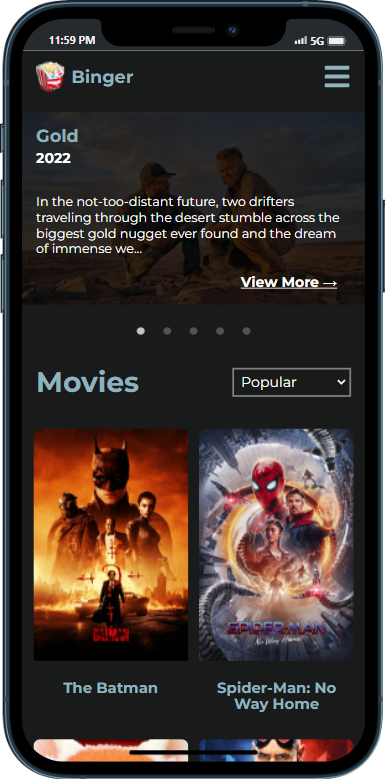 11:59 PM
5G
Binger
Gold
2022
In the not-too-distant future, two drifters
traveling through the desert stumble across the
biggest gold nugget ever found and the dream
of immense we...
View More →
Movies
Popular
BATMAN
SPIDER-MAN
No Way Home
The Batman
Spider-Man: No
Way Home